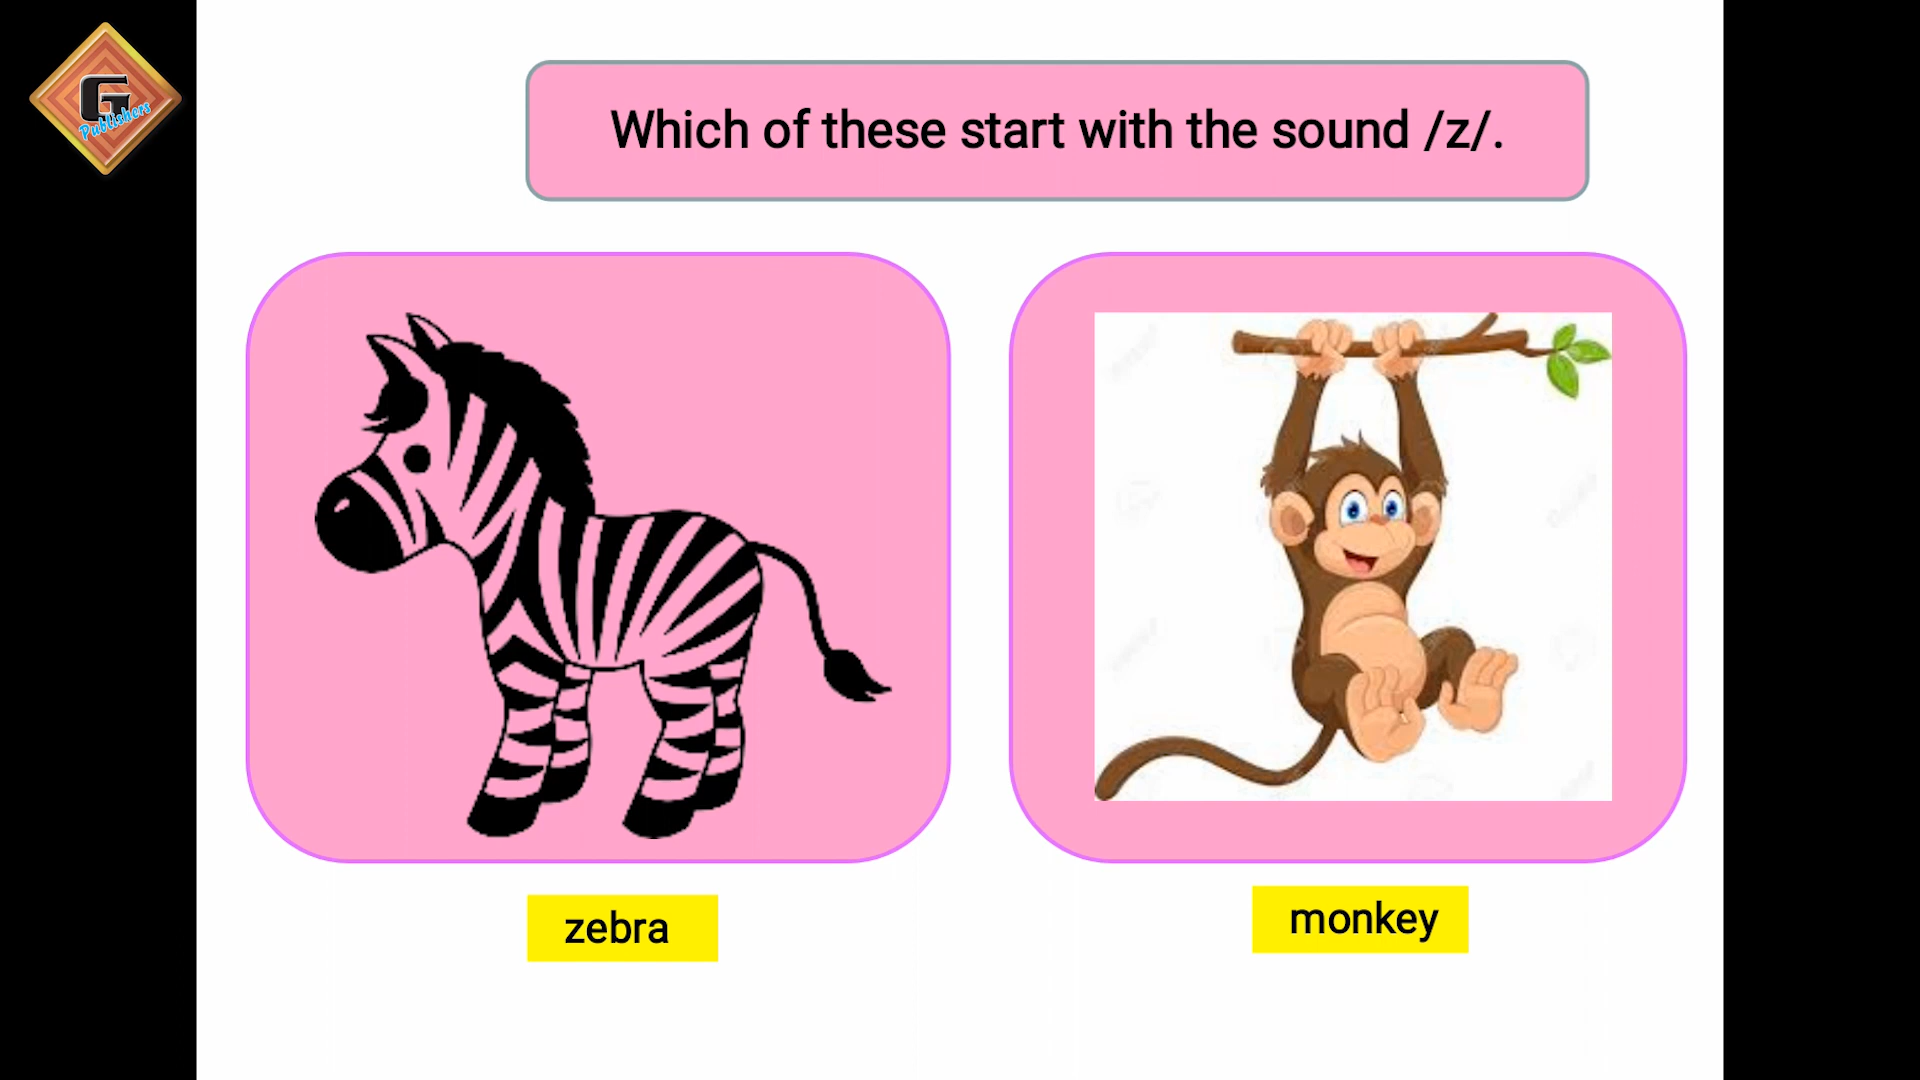 G
Publishers
Which of these start with the sound /z/.
zebra
monkey